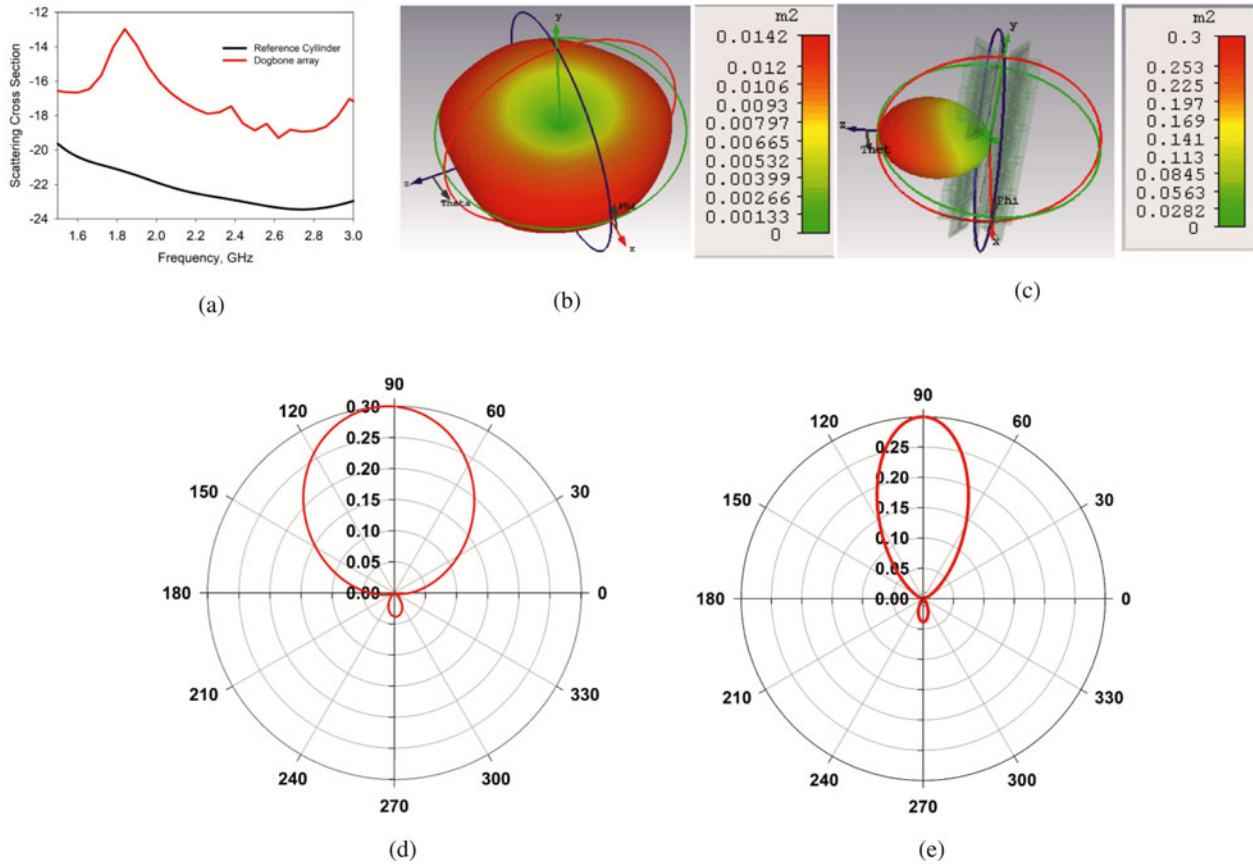 -12
-14
-16
-18
-20
-22
-24
Scattering Cross Section
Reference Cyllinder
Dogbone array
1.6 1.8 2.0 2.2 2.4 2.6 2.8 3.0
Frequency, GHz
(a)
y
z
Theta
Phi
x
m2
0.0142
0.012
0.0106
0.0093
0.00797
0.00665
0.00532
0.00399
0.00266
0.00133
0
(b)
y
z
Thet
Phi
x
m2
0.3
0.253
0.225
0.197
0.169
0.141
0.113
0.0845
0.0563
0.0282
0
(c)
90
120 60
150 30
180 0
210 330
240 300
270
0.30
0.25
0.20
0.15
0.10
0.05
0.00
(d)
90
120 60
150 30
180 0
210 330
240 300
270
0.25
0.20
0.15
0.10
0.05
0.00
(e)